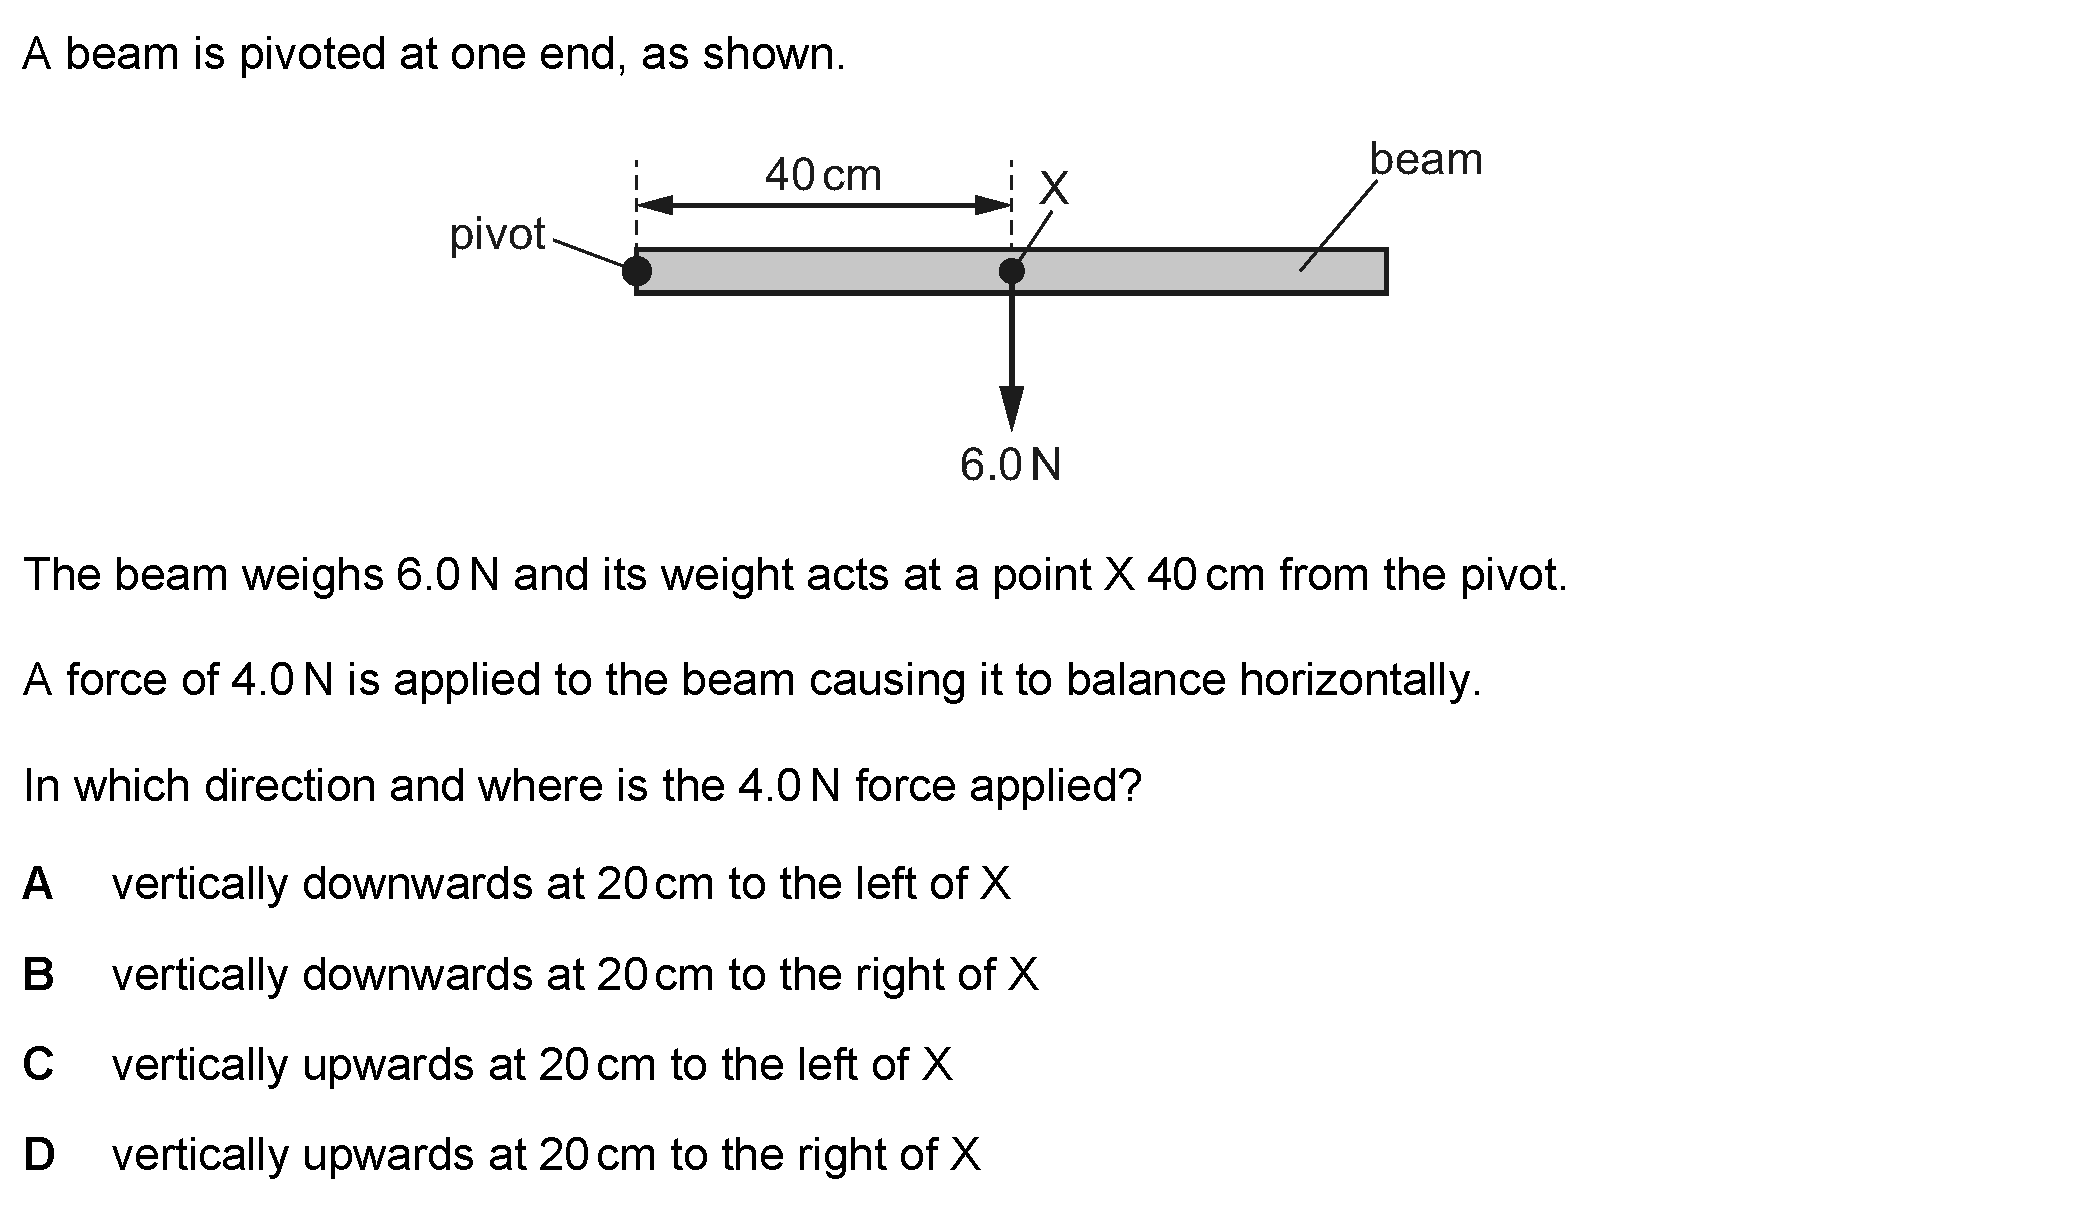 A beam is pivoted at one end, as shown.
40 cm
X
beam
pivot
6.0 N
The beam weighs 6.0 N and its weight acts at a point X 40 cm from the pivot.
A force of 4.0 N is applied to the beam causing it to balance horizontally.
In which direction and where is the 4.0 N force applied?
A vertically downwards at 20 cm to the left of X
B vertically downwards at 20 cm to the right of X
C vertically upwards at 20 cm to the left of X
D vertically upwards at 20 cm to the right of X